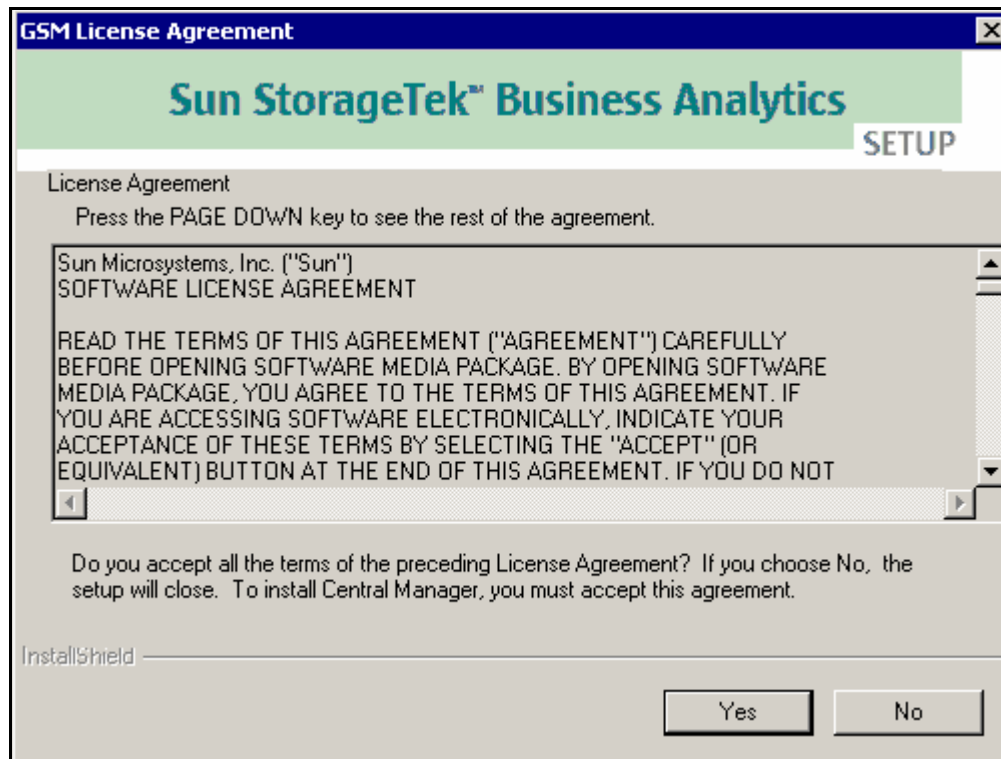 GSM License Agreement
Sun StorageTek™ Business Analytics
SETUP
License Agreement
Press the PAGE DOWN key to see the rest of the agreement.
Sun Microsystems, Inc. ("Sun")
SOFTWARE LICENSE AGREEMENT
READ THE TERMS OF THIS AGREEMENT ("AGREEMENT") CAREFULLY
BEFORE OPENING SOFTWARE MEDIA PACKAGE. BY OPENING SOFTWARE
MEDIA PACKAGE, YOU AGREE TO THE TERMS OF THIS AGREEMENT. IF
YOU ARE ACCESSING SOFTWARE ELECTRONICALLY, INDICATE YOUR
ACCEPTANCE OF THESE TERMS BY SELECTING THE "ACCEPT" (OR
EQUIVALENT) BUTTON AT THE END OF THIS AGREEMENT. IF YOU DO NOT
Do you accept all the terms of the preceding License Agreement? If you choose No, the
setup will close. To install Central Manager, you must accept this agreement.
InstallShield
Yes
No